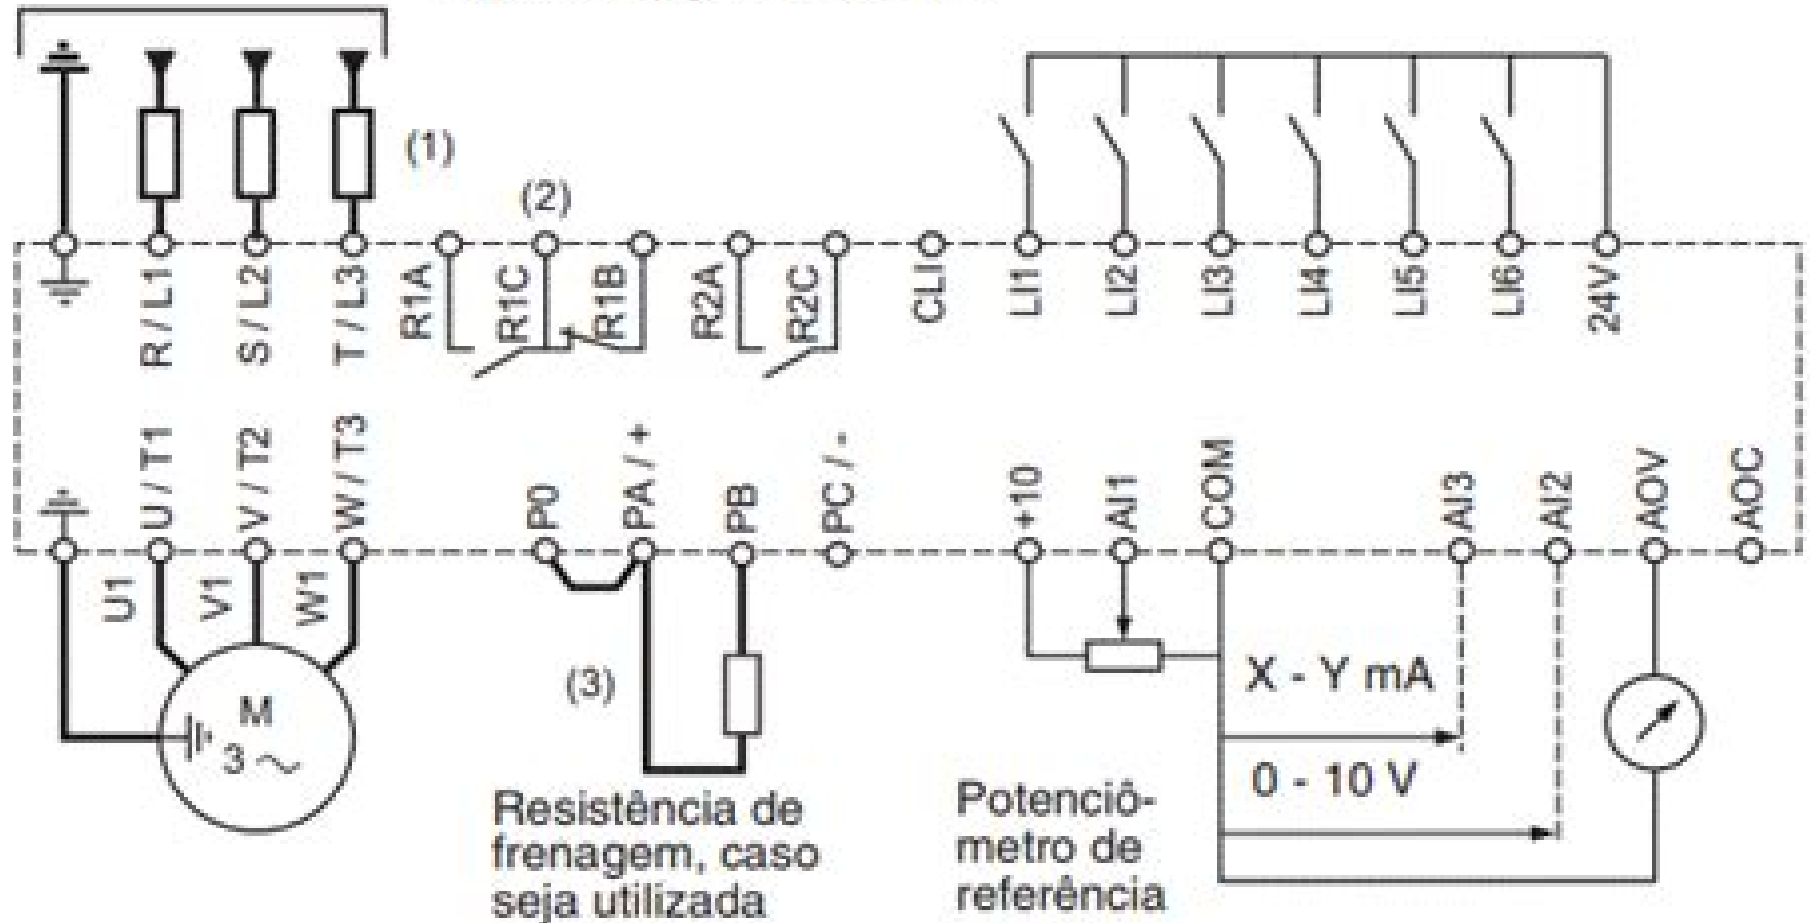 (1)
(2)
R / L1
S / L2
T / L3
R1A
R1C
R1B
R2A
R2C
CLI
LI1
LI2
LI3
LI4
LI5
LI6
24V
U / T1
V / T2
W / T3
P0
PA / +
PB
PC / -
+10
AI1
COM
AI3
AI2
AOV
AOC
U1
V1
W1
M
3 ~
(3)
X - Y mA
0 - 10 V
Resistência de
frenagem, caso
seja utilizada
Potenciô-
metro de
referência